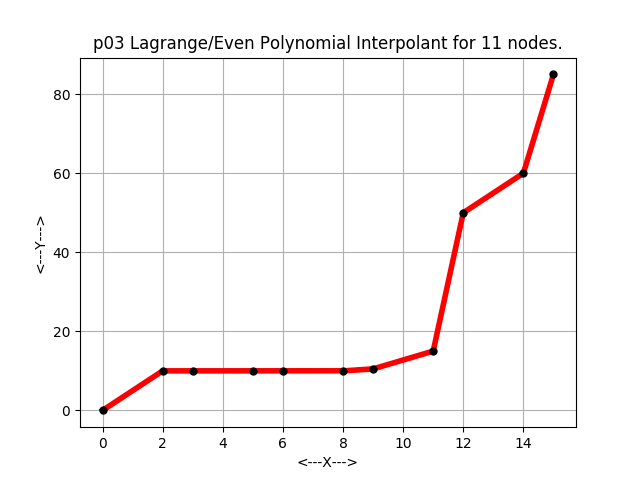 p03 Lagrange/Even Polynomial Interpolant for 11 nodes.
80
60
40
20
0
<---Y--->
0 2 4 6 8 10 12 14
<---X--->